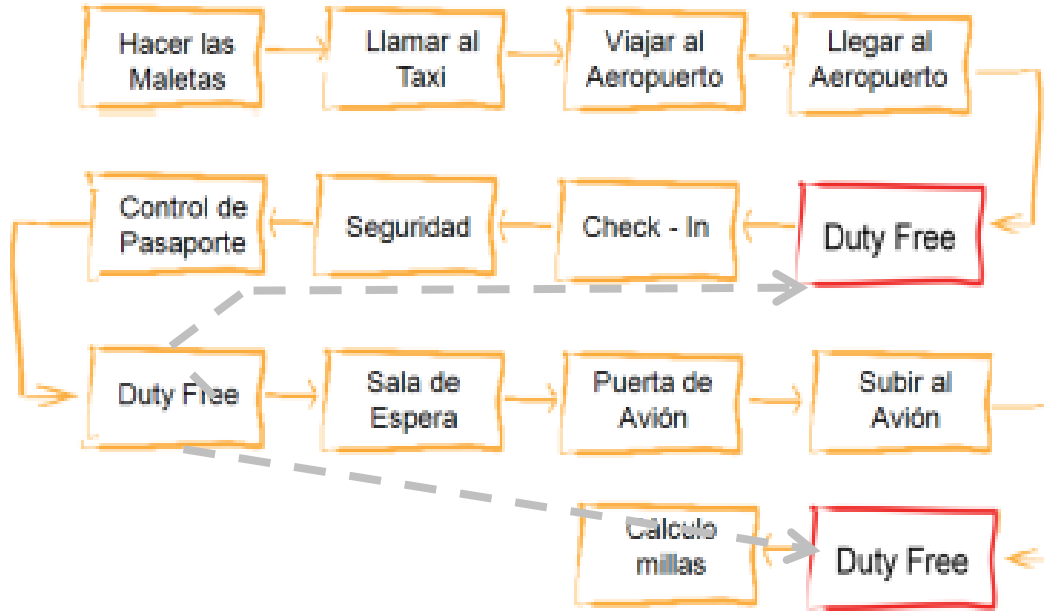 Hacer las
Maletas
Llamar al
Taxi
Viajar al
Aeropuerto
Llegar al
Aeropuerto
Control de
Pasaporte
Seguridad
Check - In
Duty Free
Duty Free
Sala de
Espera
Puerta de
Avión
Subir al
Avión
Cálculo
millas
Duty Free